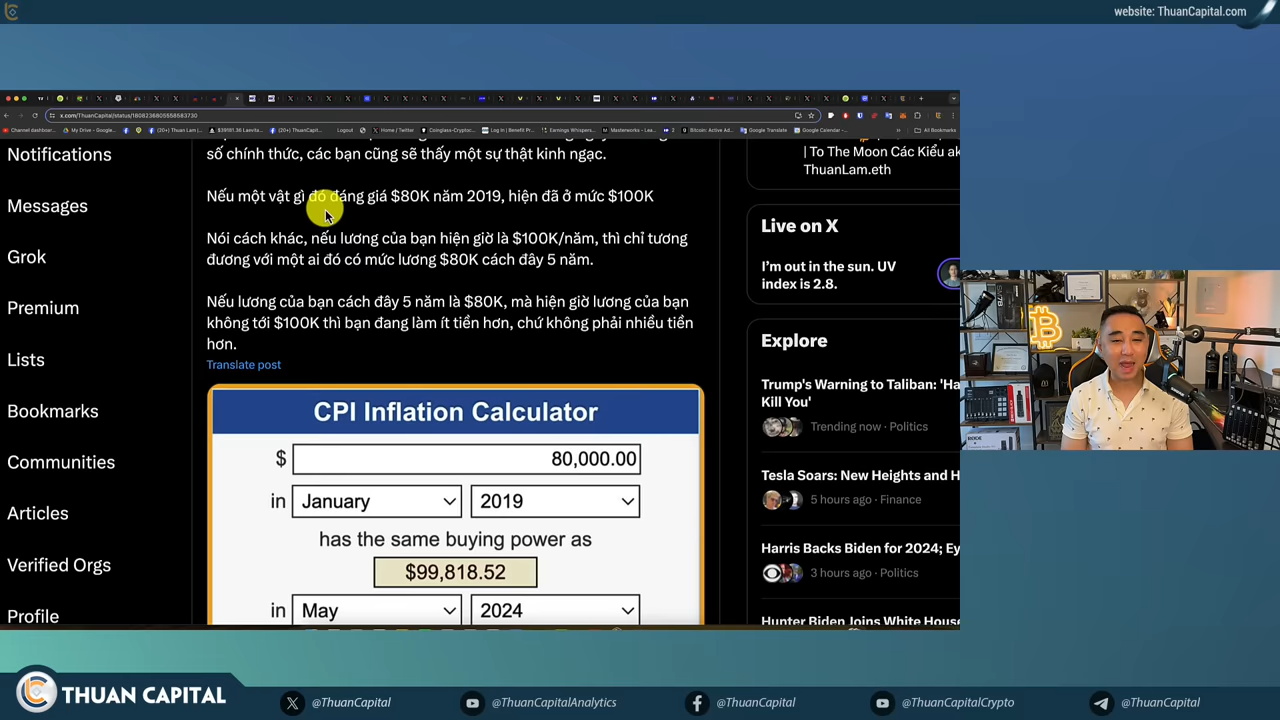 website: ThuanCapital.com
x.com/ThuanCapital/status/1808236805558583730
All Bookmarks
Notifications
Messages
Grok
Premium
Lists
Bookmarks
Communities
Articles
Verified Orgs
Profile
số chính thức, các bạn cũng sẽ thấy một sự thật kinh ngạc.
Nếu một vật gì đó đáng giá $80K năm 2019, hiện đã ở mức $100K
Nói cách khác, nếu lương của bạn hiện giờ là $100K/năm, thì chỉ tương
đương với một ai đó có mức lương $80K cách đây 5 năm.
Nếu lương của bạn cách đây 5 năm là $80K, mà hiện giờ lương của bạn
không tới $100K thì bạn đang làm ít tiền hơn, chứ không phải nhiều tiền
hơn.
Translate post
CPI Inflation Calculator
$ 80,000.00
in January 2019
has the same buying power as
$99,818.52
in May 2024
| To The Moon Các Kiểu ak
ThuanLam.eth
Live on X
I'm out in the sun. UV
index is 2.8.
Explore
Trump's Warning to Taliban: 'Ha
Kill You'
Trending now · Politics
Tesla Soars: New Heights and H
5 hours ago · Finance
Harris Backs Biden for 2024; Ey
3 hours ago · Politics
Hunter Biden Joins White House
THUAN CAPITAL
@ThuanCapital
@ThuanCapitalAnalytics
@ThuanCapital
@ThuanCapitalCrypto
@ThuanCapital